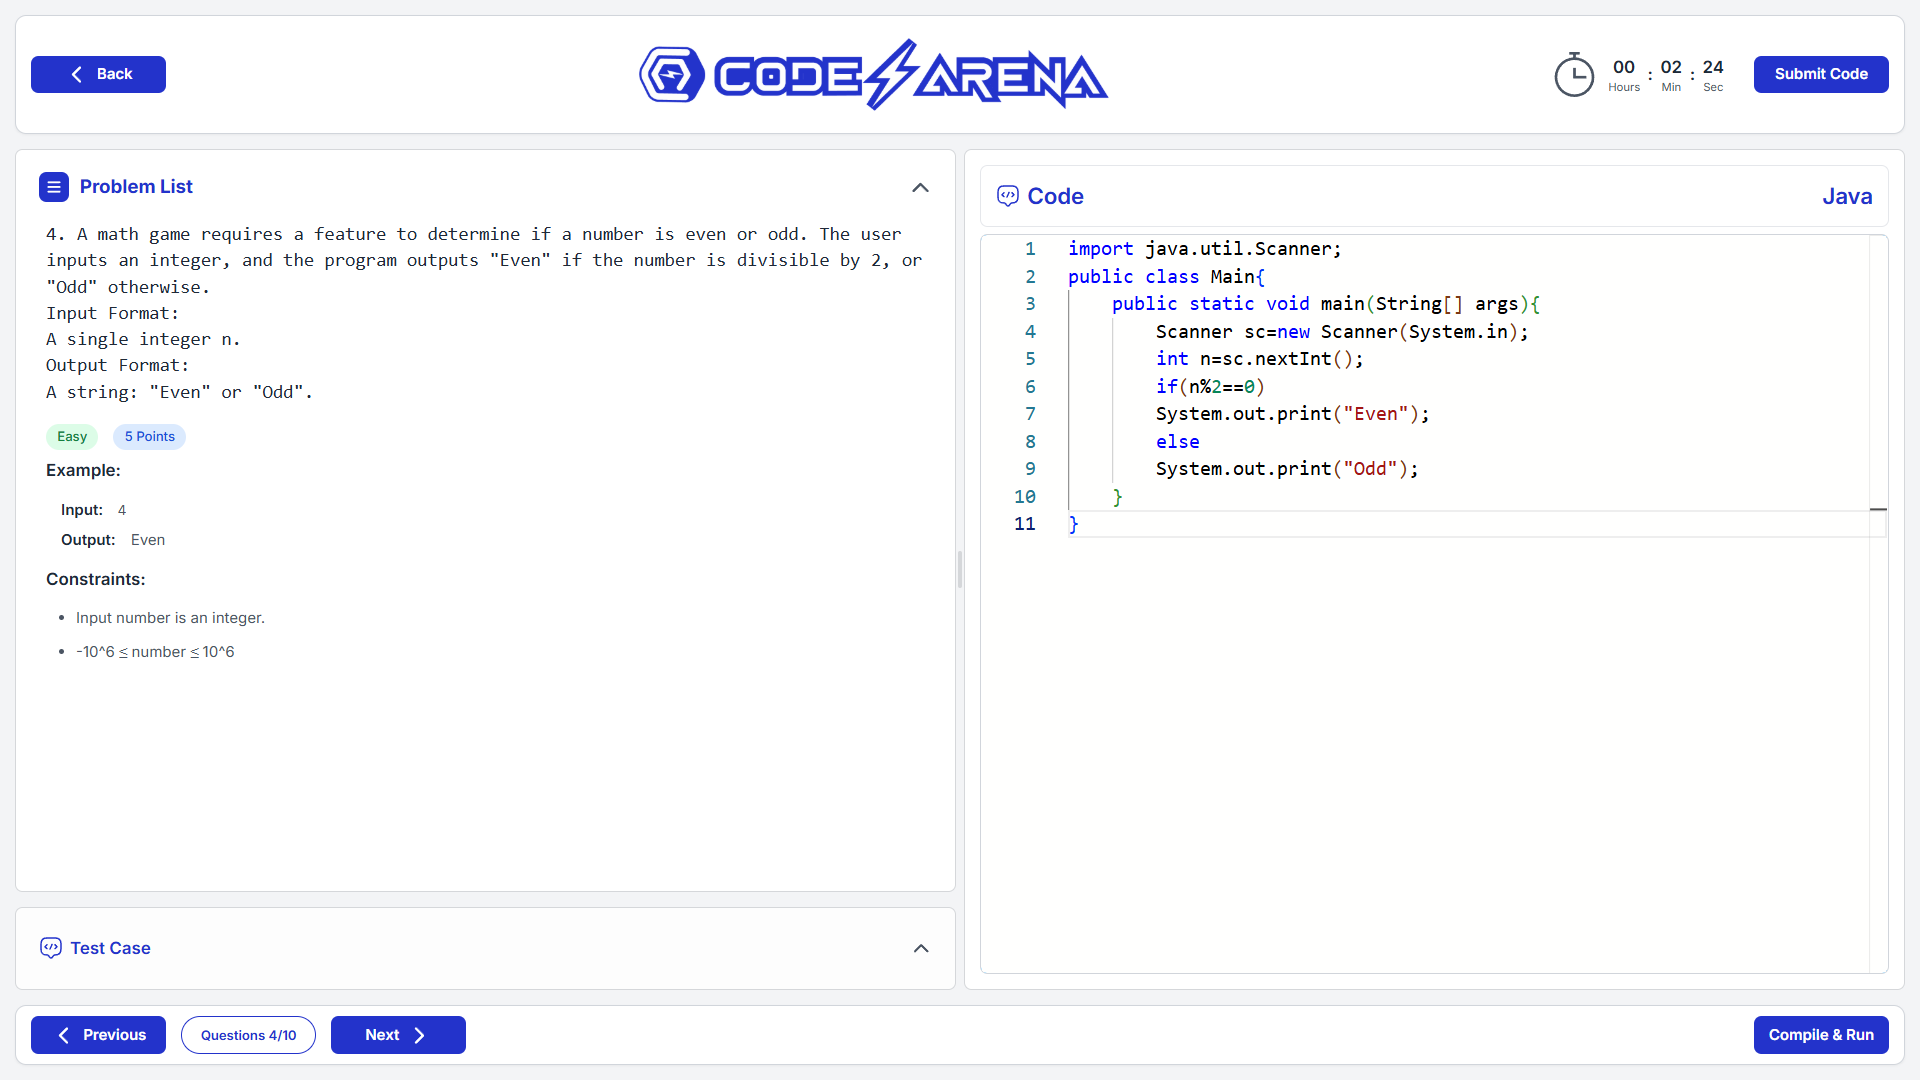 Back
CODE ARENA
00 : 02 : 24
Hours Min Sec
Submit Code
Problem List
4. A math game requires a feature to determine if a number is even or odd. The user
inputs an integer, and the program outputs "Even" if the number is divisible by 2, or
"Odd" otherwise.
Input Format:
A single integer n.
Output Format:
A string: "Even" or "Odd".
Easy 5 Points
Example:
Input: 4
Output: Even
Constraints:
• Input number is an integer.
• -10^6 ≤ number ≤ 10^6
Test Case
Code
Java
1 import java.util.Scanner;
2 public class Main{
3 public static void main(String[] args){
4 Scanner sc=new Scanner(System.in);
5 int n=sc.nextInt();
6 if(n%2==0)
7 System.out.print("Even");
8 else
9 System.out.print("Odd");
10 }
11 }
Previous
Questions 4/10
Next
Compile & Run